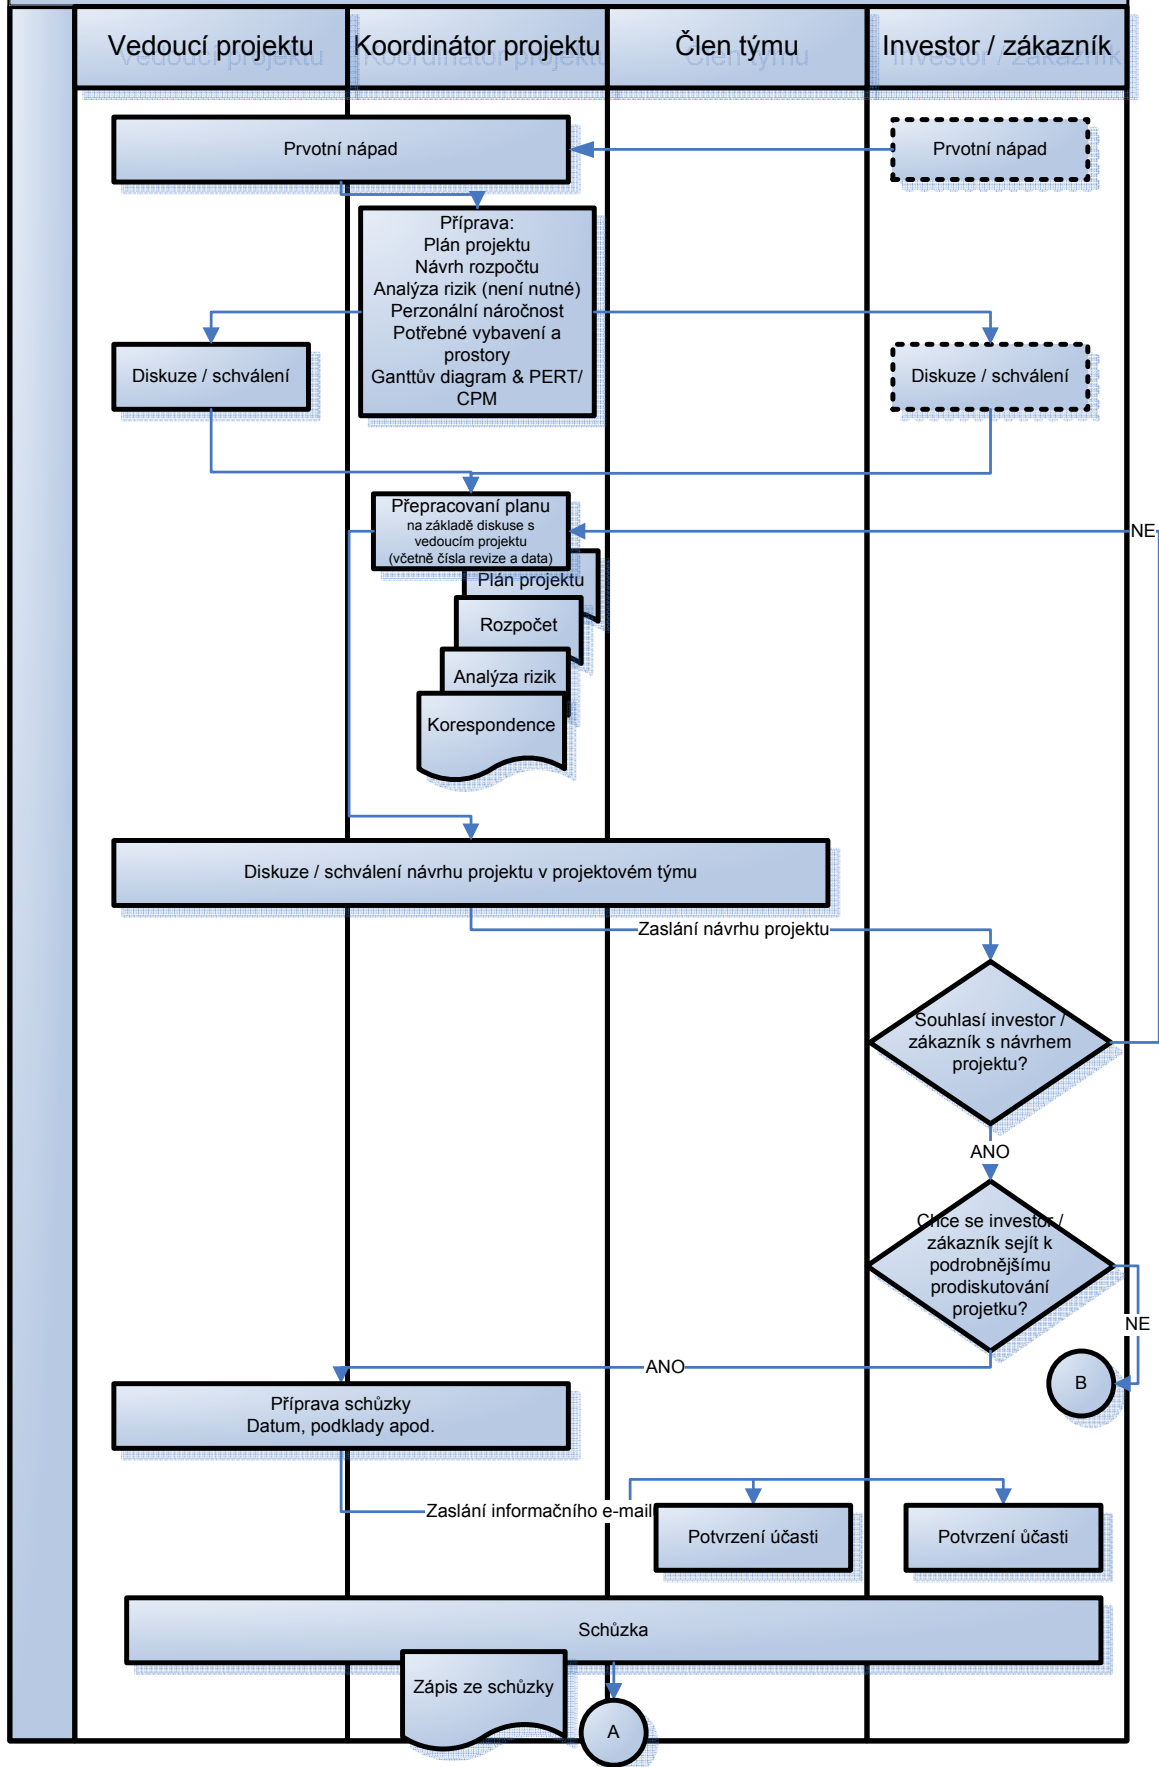 Vedoucí projektu
Koordinátor projektu
Člen týmu
Investor / zákazník
Prvotní nápad
Prvotní nápad
Příprava:
Plán projektu
Návrh rozpočtu
Analýza rizik (není nutné)
Perzonální náročnost
Potřebné vybavení a
prostory
Ganttův diagram & PERT/
CPM
Diskuze / schválení
Diskuze / schválení
Přepracovaní planu
na základě diskuse s
vedoucím projektu
(včetně čísla revize a data)
NE
Plán projektu
Rozpočet
Analýza rizik
Korespondence
Diskuze / schválení návrhu projektu v projektovém týmu
Zaslání návrhu projektu
Souhlasí investor /
zákazník s návrhem
projektu?
ANO
Chce se investor /
zákazník sejít k
podrobnějšímu
prodiskutování
projetku?
NE
ANO
B
Příprava schůzky
Datum, podklady apod.
Zaslání informačního e-mailu
Potvrzení účasti
Potvrzení ůčasti
Schůzka
Zápis ze schůzky
A